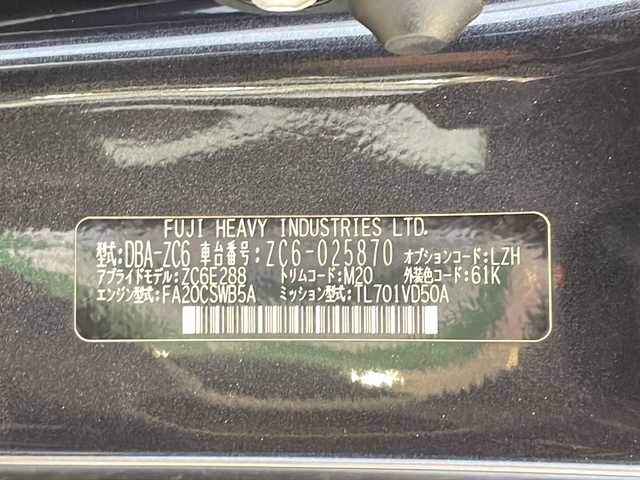 FUJI HEAVY INDUSTRIES LTD.
型式:DBA-ZC6 車台番号:ZC6-025870 オプションコード:LZH
アプライドモデル:ZC6E288 トリムコード:M20 外装色コード:61K
エンジン型式:FA20CSWB5A ミッション型式:TL701VD50A